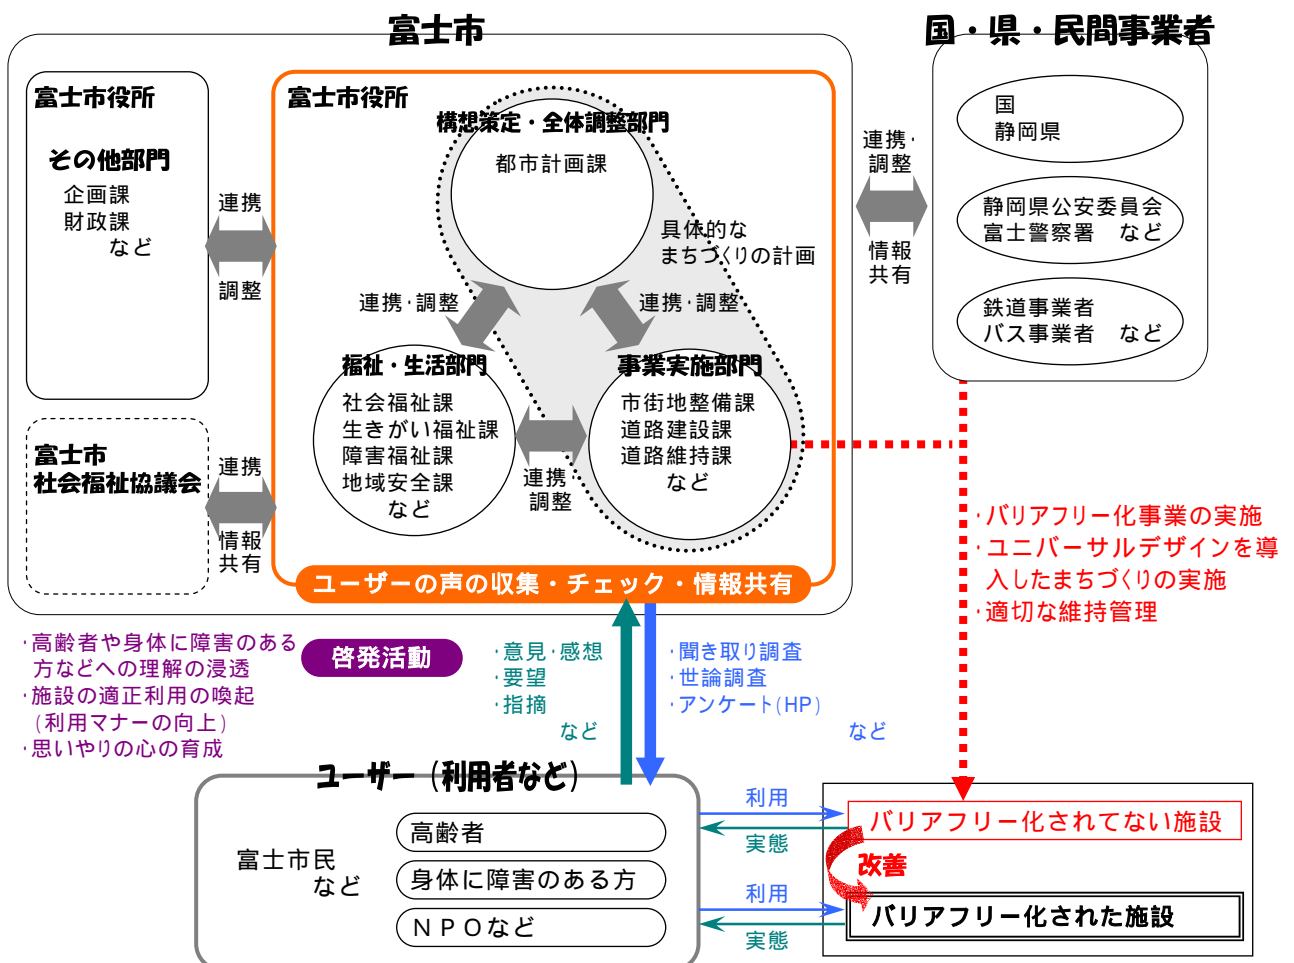 富士市
国・県・民間事業者
富士市役所
その他部門
企画課
財政課
など
連携
調整
富士市
社会福祉協議会
連携
情報
共有
富士市役所
構想策定・全体調整部門
都市計画課
具体的な
まちづくりの計画
連携・調整
連携・調整
福祉・生活部門
社会福祉課
生きがい福祉課
障害福祉課
地域安全課
など
連携・
調整
事業実施部門
市街地整備課
道路建設課
道路維持課
など
ユーザーの声の収集・チェック・情報共有
連携・
調整
情報
共有
国
静岡県
静岡県公安委員会
富士警察署 など
鉄道事業者
バス事業者 など
・バリアフリー化事業の実施
・ユニバーサルデザインを導
入したまちづくりの実施
・適切な維持管理
・高齢者や身体に障害のある
方などへの理解の浸透
・施設の適正利用の喚起
(利用マナーの向上)
・思いやりの心の育成
啓発活動
・意見・感想
・要望
・指摘
など
・聞き取り調査
・世論調査
・アンケート(HP)
など
ユーザー(利用者など)
富士市民
など
高齢者
身体に障害のある方
NPOなど
利用
実態
利用
実態
バリアフリー化されてない施設
改善
バリアフリー化された施設